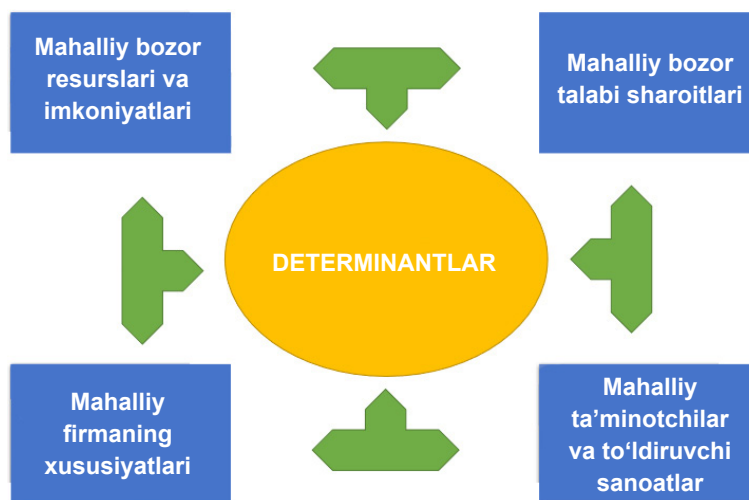 Mahalliy bozor
resurslari va
imkoniyatlari
Mahalliy bozor
talabi sharoitlari
DETERMINANTLAR
Mahalliy
firmaning
xususiyatlari
Mahalliy
ta’minotchilar
va to‘ldiruvchi
sanoatlar